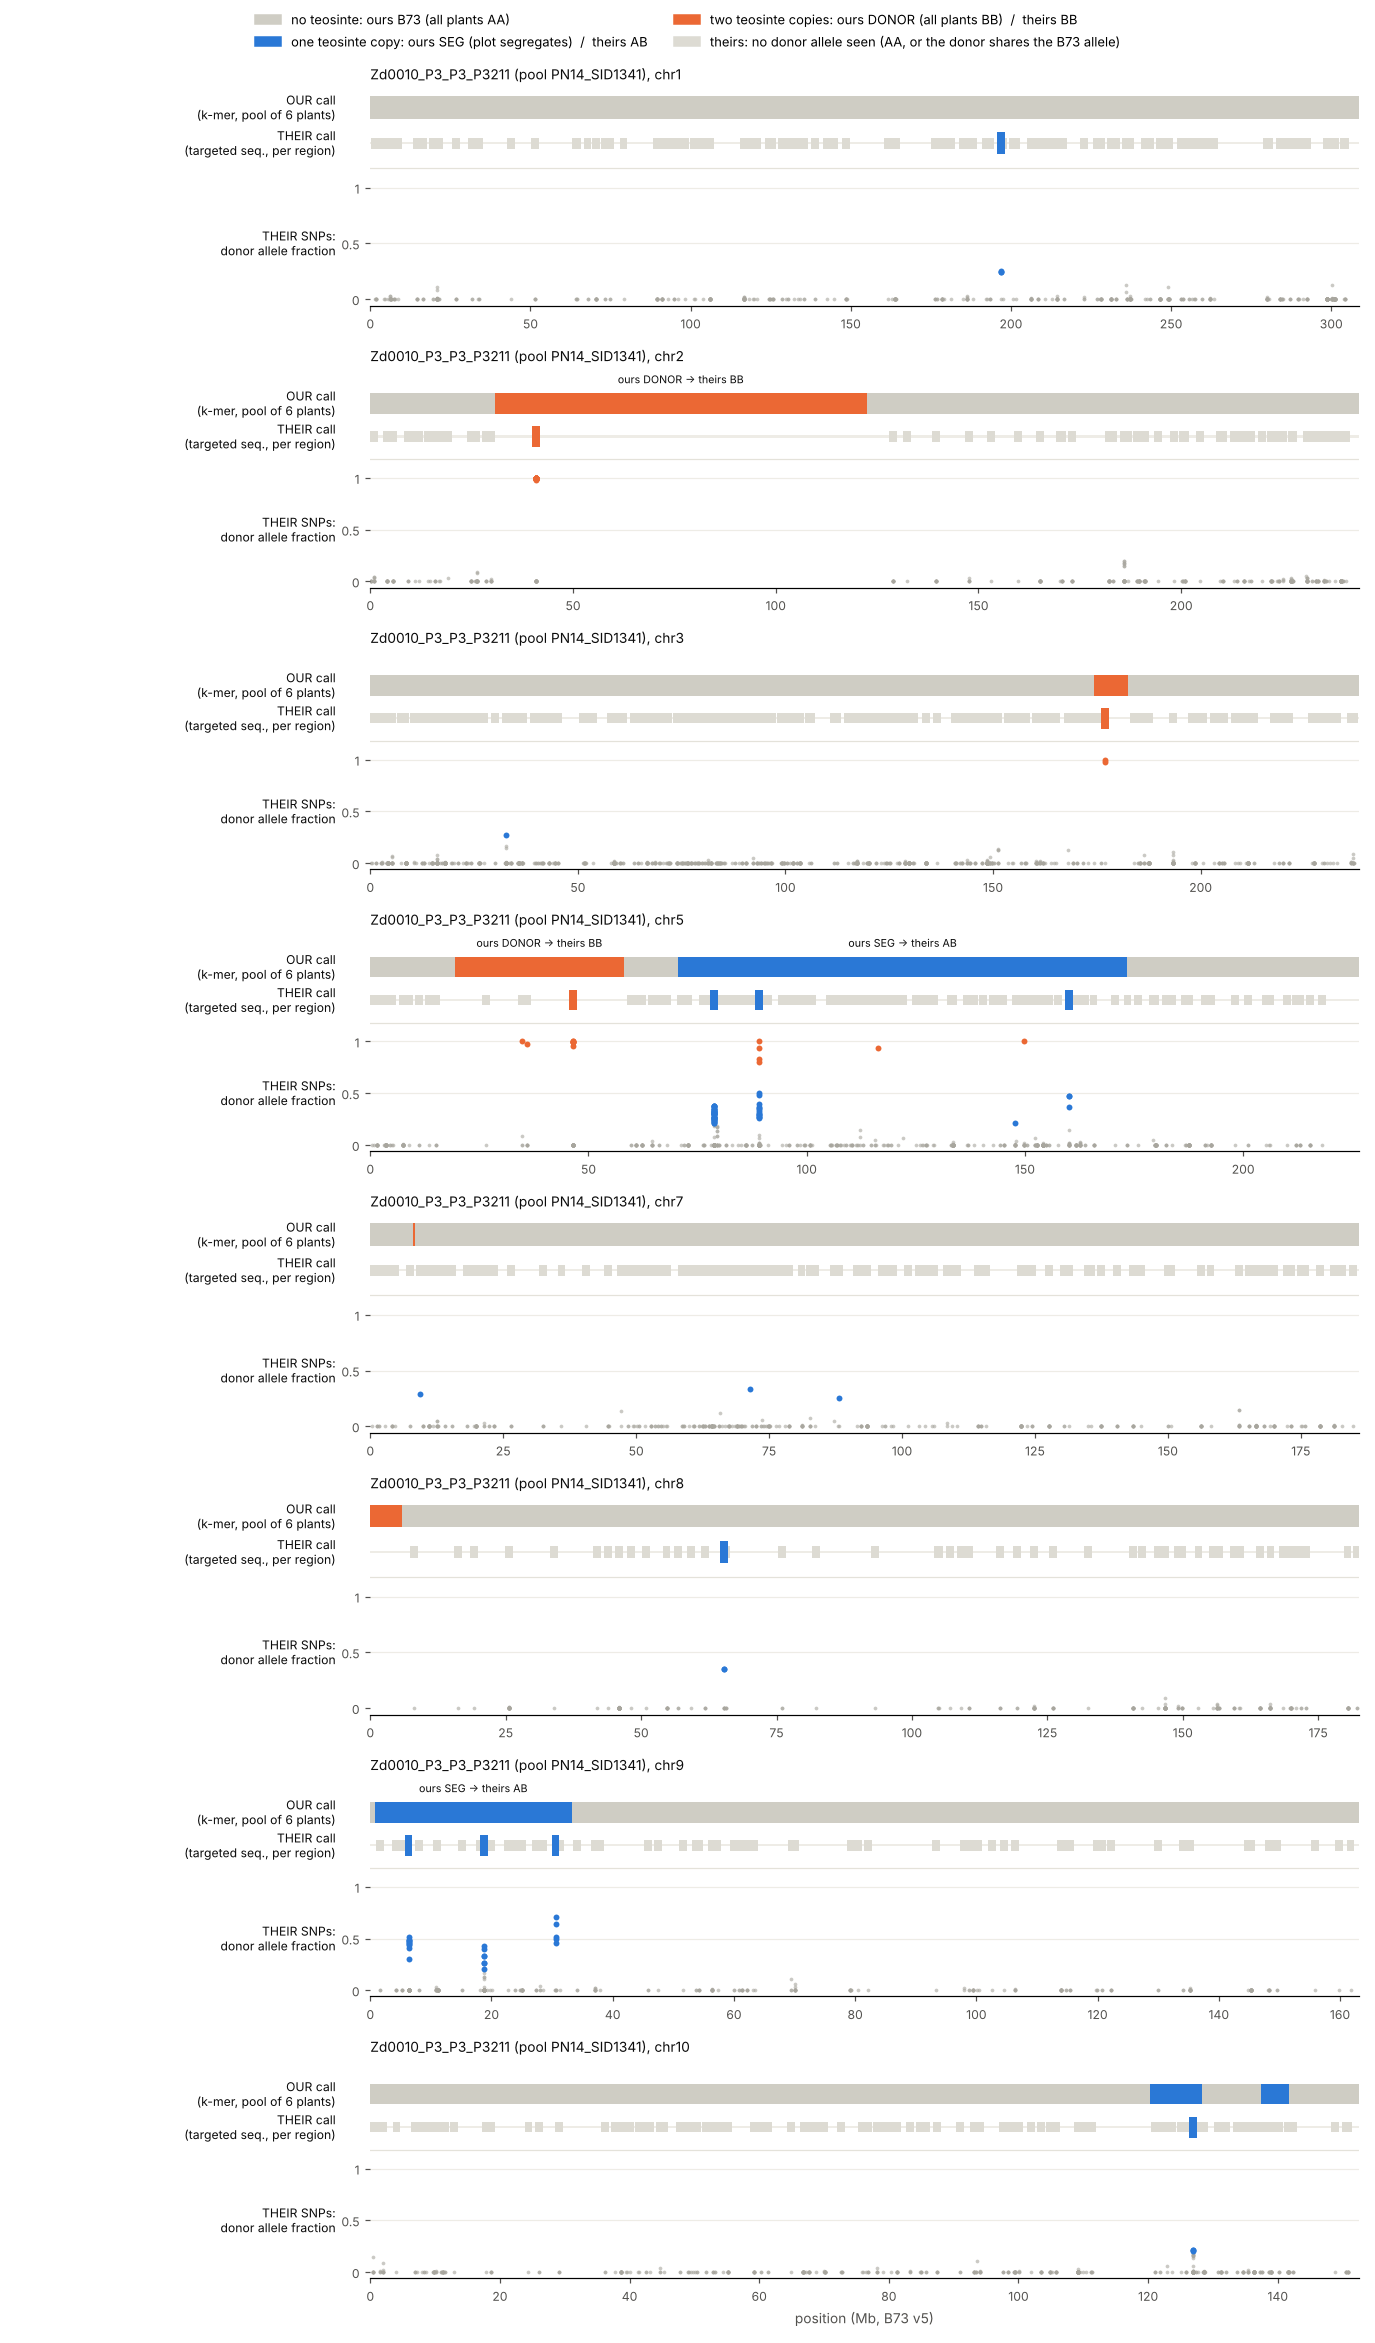 no teosinte: ours B73 (all plants AA)
two teosinte copies: ours DONOR (all plants BB)  /  theirs BB
one teosinte copy: ours SEG (plot segregates)  /  theirs AB
theirs: no donor allele seen (AA, or the donor shares the B73 allele)
Zd0010_P3_P3_P3211 (pool PN14_SID1341), chr1
OUR call
(k-mer, pool of 6 plants)
THEIR call
(targeted seq., per region)
1
THEIR SNPs:
donor allele fraction
0.5
0
0 50 100 150 200 250 300
Zd0010_P3_P3_P3211 (pool PN14_SID1341), chr2
ours DONOR → theirs BB
OUR call
(k-mer, pool of 6 plants)
THEIR call
(targeted seq., per region)
1
THEIR SNPs:
donor allele fraction
0.5
0
0 50 100 150 200
Zd0010_P3_P3_P3211 (pool PN14_SID1341), chr3
OUR call
(k-mer, pool of 6 plants)
THEIR call
(targeted seq., per region)
1
THEIR SNPs:
donor allele fraction
0.5
0
0 50 100 150 200
Zd0010_P3_P3_P3211 (pool PN14_SID1341), chr5
ours DONOR → theirs BB ours SEG → theirs AB
OUR call
(k-mer, pool of 6 plants)
THEIR call
(targeted seq., per region)
1
THEIR SNPs:
donor allele fraction
0.5
0
0 50 100 150 200
Zd0010_P3_P3_P3211 (pool PN14_SID1341), chr7
OUR call
(k-mer, pool of 6 plants)
THEIR call
(targeted seq., per region)
1
THEIR SNPs:
donor allele fraction
0.5
0
0 25 50 75 100 125 150 175
Zd0010_P3_P3_P3211 (pool PN14_SID1341), chr8
OUR call
(k-mer, pool of 6 plants)
THEIR call
(targeted seq., per region)
1
THEIR SNPs:
donor allele fraction
0.5
0
0 25 50 75 100 125 150 175
Zd0010_P3_P3_P3211 (pool PN14_SID1341), chr9
ours SEG → theirs AB
OUR call
(k-mer, pool of 6 plants)
THEIR call
(targeted seq., per region)
1
THEIR SNPs:
donor allele fraction
0.5
0
0 20 40 60 80 100 120 140 160
Zd0010_P3_P3_P3211 (pool PN14_SID1341), chr10
OUR call
(k-mer, pool of 6 plants)
THEIR call
(targeted seq., per region)
1
THEIR SNPs:
donor allele fraction
0.5
0
0 20 40 60 80 100 120 140
position (Mb, B73 v5)